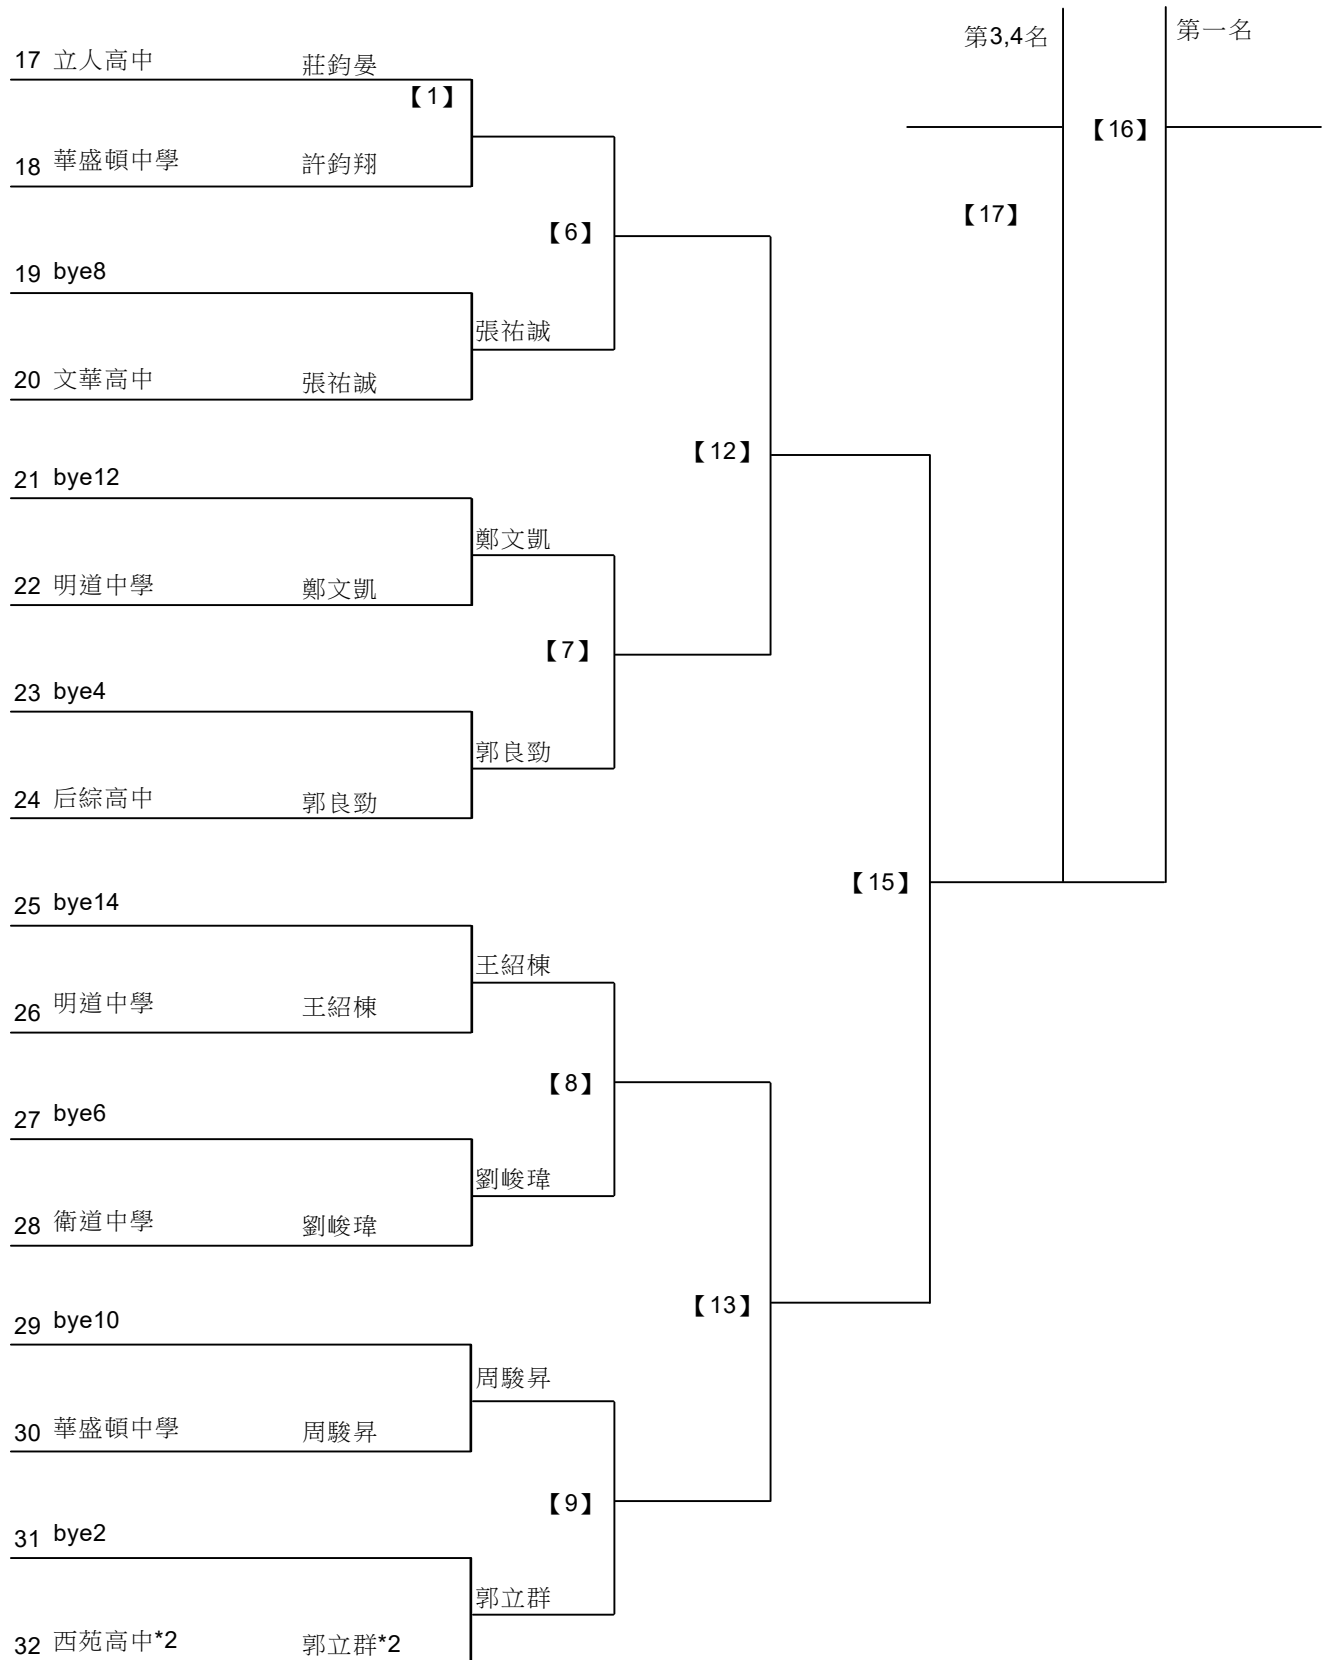 第3,4名 第一名
17 立人高中 莊鈞晏
【1】
【16】
18 華盛頓中學 許鈞翔
【17】
【6】
19 bye8
張祐誠
20 文華高中 張祐誠
【12】
21 bye12
鄭文凱
22 明道中學 鄭文凱
【7】
23 bye4
郭良勁
24 后綜高中 郭良勁
【15】
25 bye14
王紹棟
26 明道中學 王紹棟
【8】
27 bye6
劉峻瑋
28 衛道中學 劉峻瑋
【13】
29 bye10
周駿昇
30 華盛頓中學 周駿昇
【9】
31 bye2
郭立群
32 西苑高中*2 郭立群*2